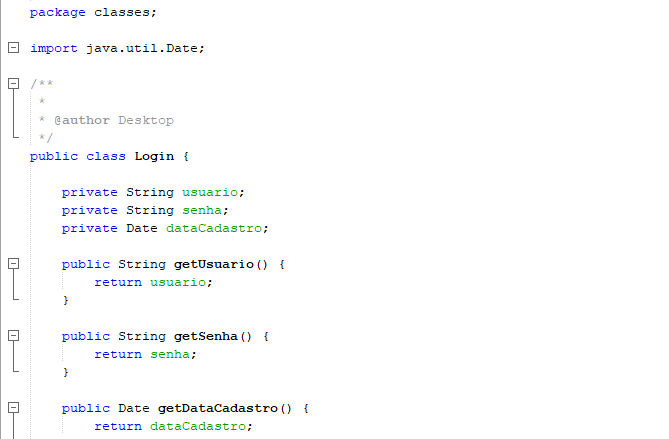 package classes;
import java.util.Date;
/**
 *
 * @author Desktop
 */
public class Login {
    private String usuario;
    private String senha;
    private Date dataCadastro;
    public String getUsuario() {
        return usuario;
    }
    public String getSenha() {
        return senha;
    }
    public Date getDataCadastro() {
        return dataCadastro;